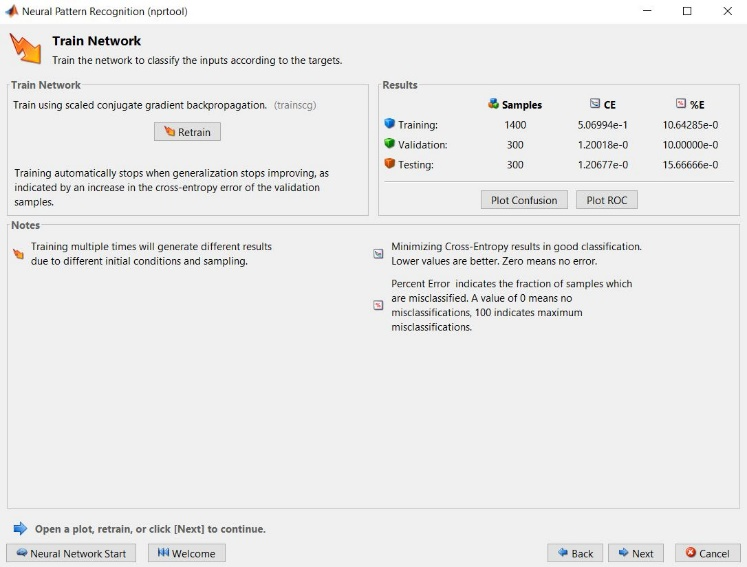 Neural Pattern Recognition (nprtool)
Train Network
Train the network to classify the inputs according to the targets.
Train Network
Train using scaled conjugate gradient backpropagation. (trainscg)
Retrain
Training automatically stops when generalization stops improving, as
indicated by an increase in the cross-entropy error of the validation
samples.
Results
Samples CE %E
Training: 1400 5.06994e-1 10.64285e-0
Validation: 300 1.20018e-0 10.00000e-0
Testing: 300 1.20677e-0 15.66666e-0
Plot Confusion Plot ROC
Notes
Training multiple times will generate different results
due to different initial conditions and sampling.
Minimizing Cross-Entropy results in good classification.
Lower values are better. Zero means no error.
Percent Error indicates the fraction of samples which
are misclassified. A value of 0 means no
misclassifications, 100 indicates maximum
misclassifications.
Open a plot, retrain, or click [Next] to continue.
Neural Network Start Welcome Back Next Cancel